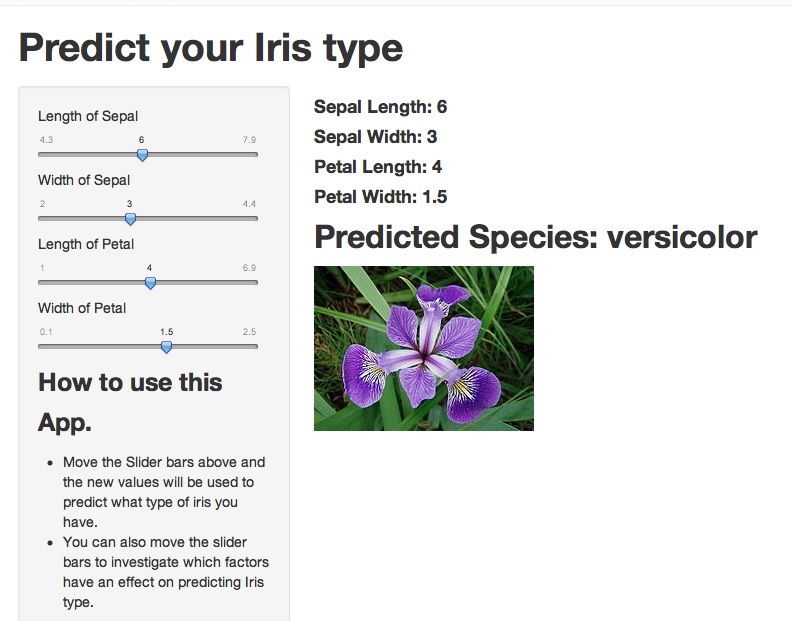 Predict your Iris type
Length of Sepal
4.3 6 7.9
Width of Sepal
2 3 4.4
Length of Petal
1 4 6.9
Width of Petal
0.1 1.5 2.5
How to use this
App.
Move the Slider bars above and
the new values will be used to
predict what type of iris you
have.
You can also move the slider
bars to investigate which factors
have an effect on predicting Iris
type.
Sepal Length: 6
Sepal Width: 3
Petal Length: 4
Petal Width: 1.5
Predicted Species: versicolor